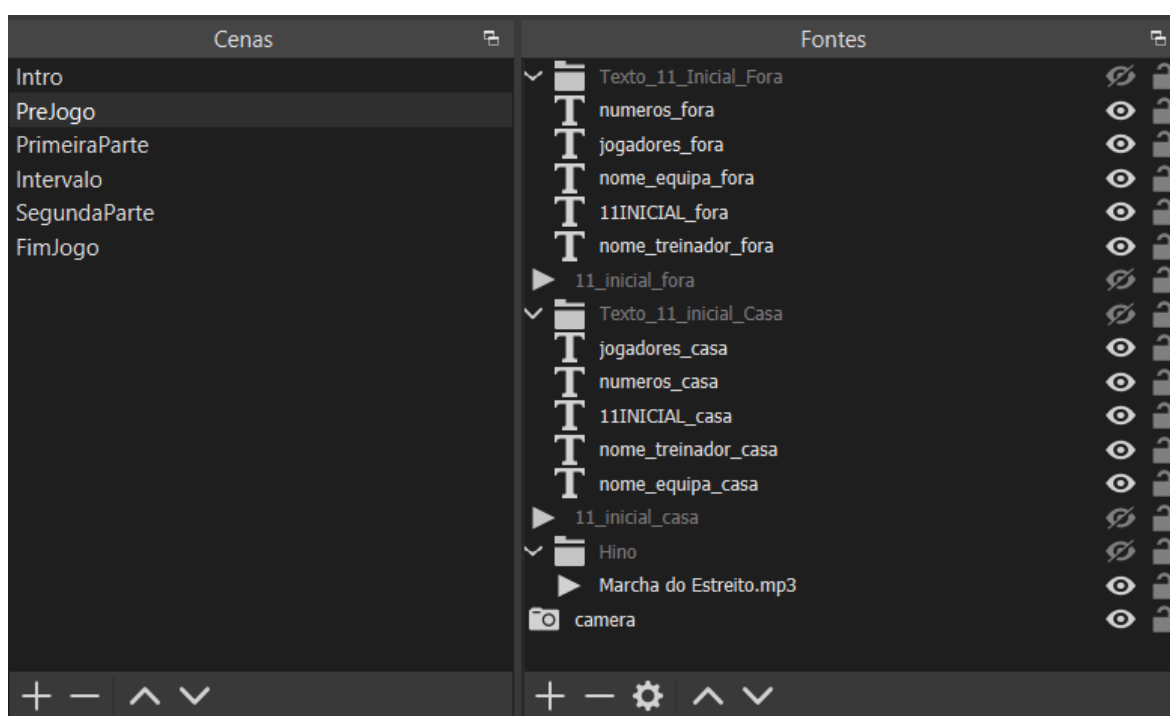 Cenas
Intro
PreJogo
PrimeiraParte
Intervalo
SegundaParte
FimJogo
Fontes
Texto_11_Inicial_Fora
numeros_fora
jogadores_fora
nome_equipa_fora
11INICIAL_fora
nome_treinador_fora
11_inicial_fora
Texto_11_inicial_Casa
jogadores_casa
numeros_casa
11INICIAL_casa
nome_treinador_casa
nome_equipa_casa
11_inicial_casa
Hino
Marcha do Estreito.mp3
camera